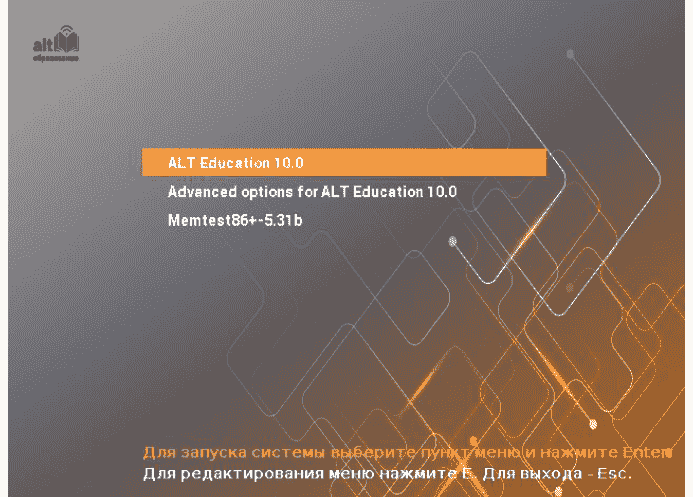 alt
образование
ALT Education 10.0
Advanced options for ALT Education 10.0
Memtest86+-5.31b
Для запуска системы выберите пункт меню и нажмите Enter.
Для редактирования меню нажмите E. Для выхода - Esc.